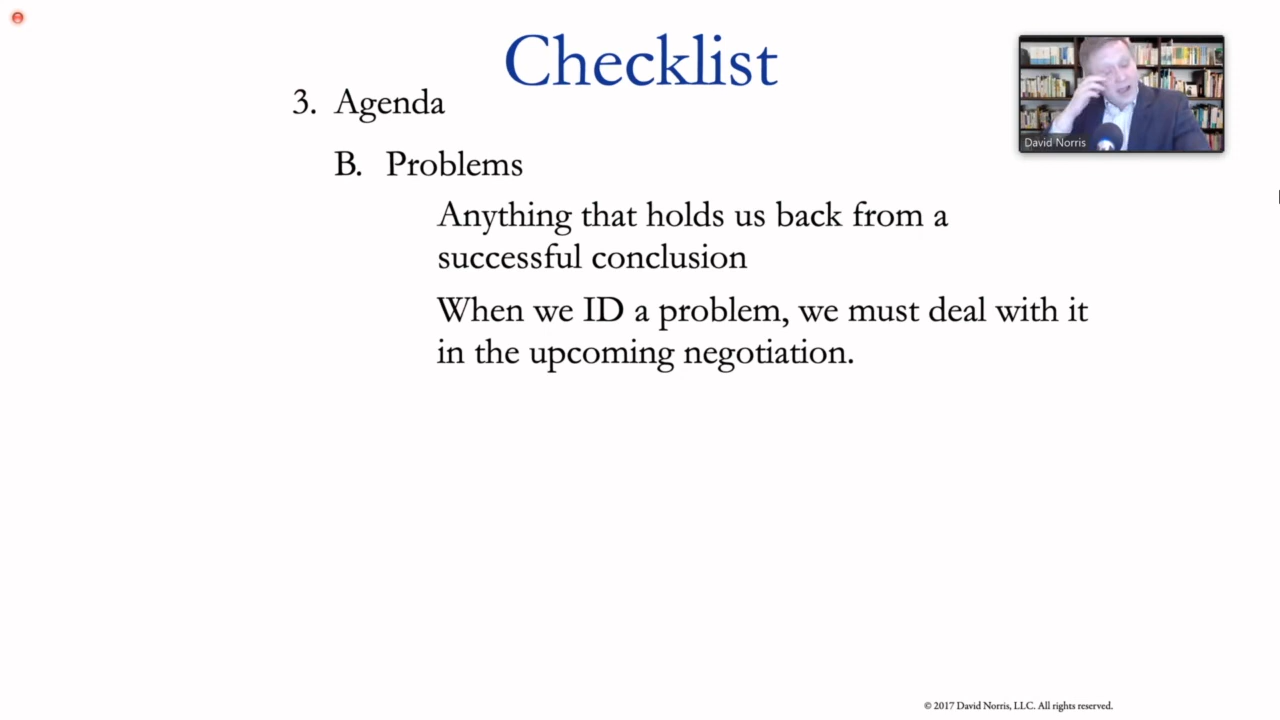 Checklist
3. Agenda
B. Problems
Anything that holds us back from a
successful conclusion
When we ID a problem, we must deal with it
in the upcoming negotiation.
David Norris
© 2017 David Norris, LLC. All rights reserved.